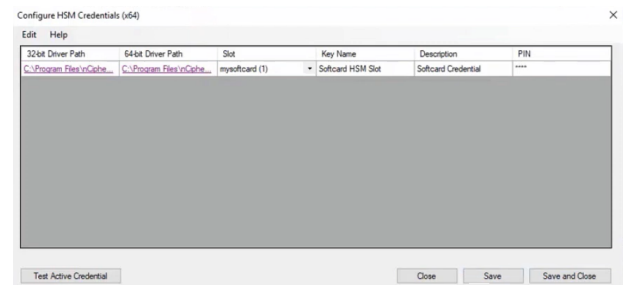 Configure HSM Credentials (x64)
Edit Help
32-bit Driver Path 64-bit Driver Path Slot Key Name Description PIN
C:\Program Files\nCiphe... C:\Program Files\nCiphe... mysoftcard (1) Softcard HSM Slot Softcard Credential ****
Test Active Credential Close Save Save and Close